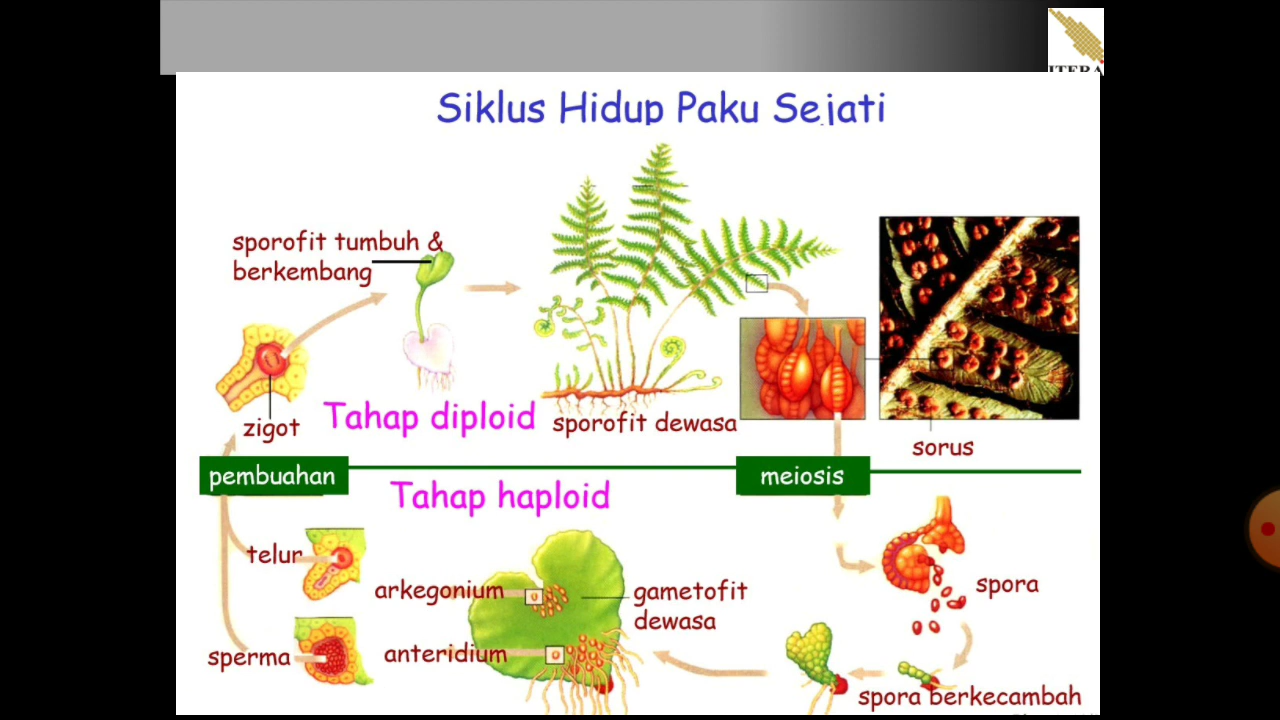 ITERA
Siklus Hidup Paku Sejati
sporofit tumbuh &
berkembang
zigot
Tahap diploid
sporofit dewasa
sorus
pembuahan
meiosis
Tahap haploid
telur
arkegonium
gametofit
dewasa
spora
sperma
anteridium
spora berkecambah